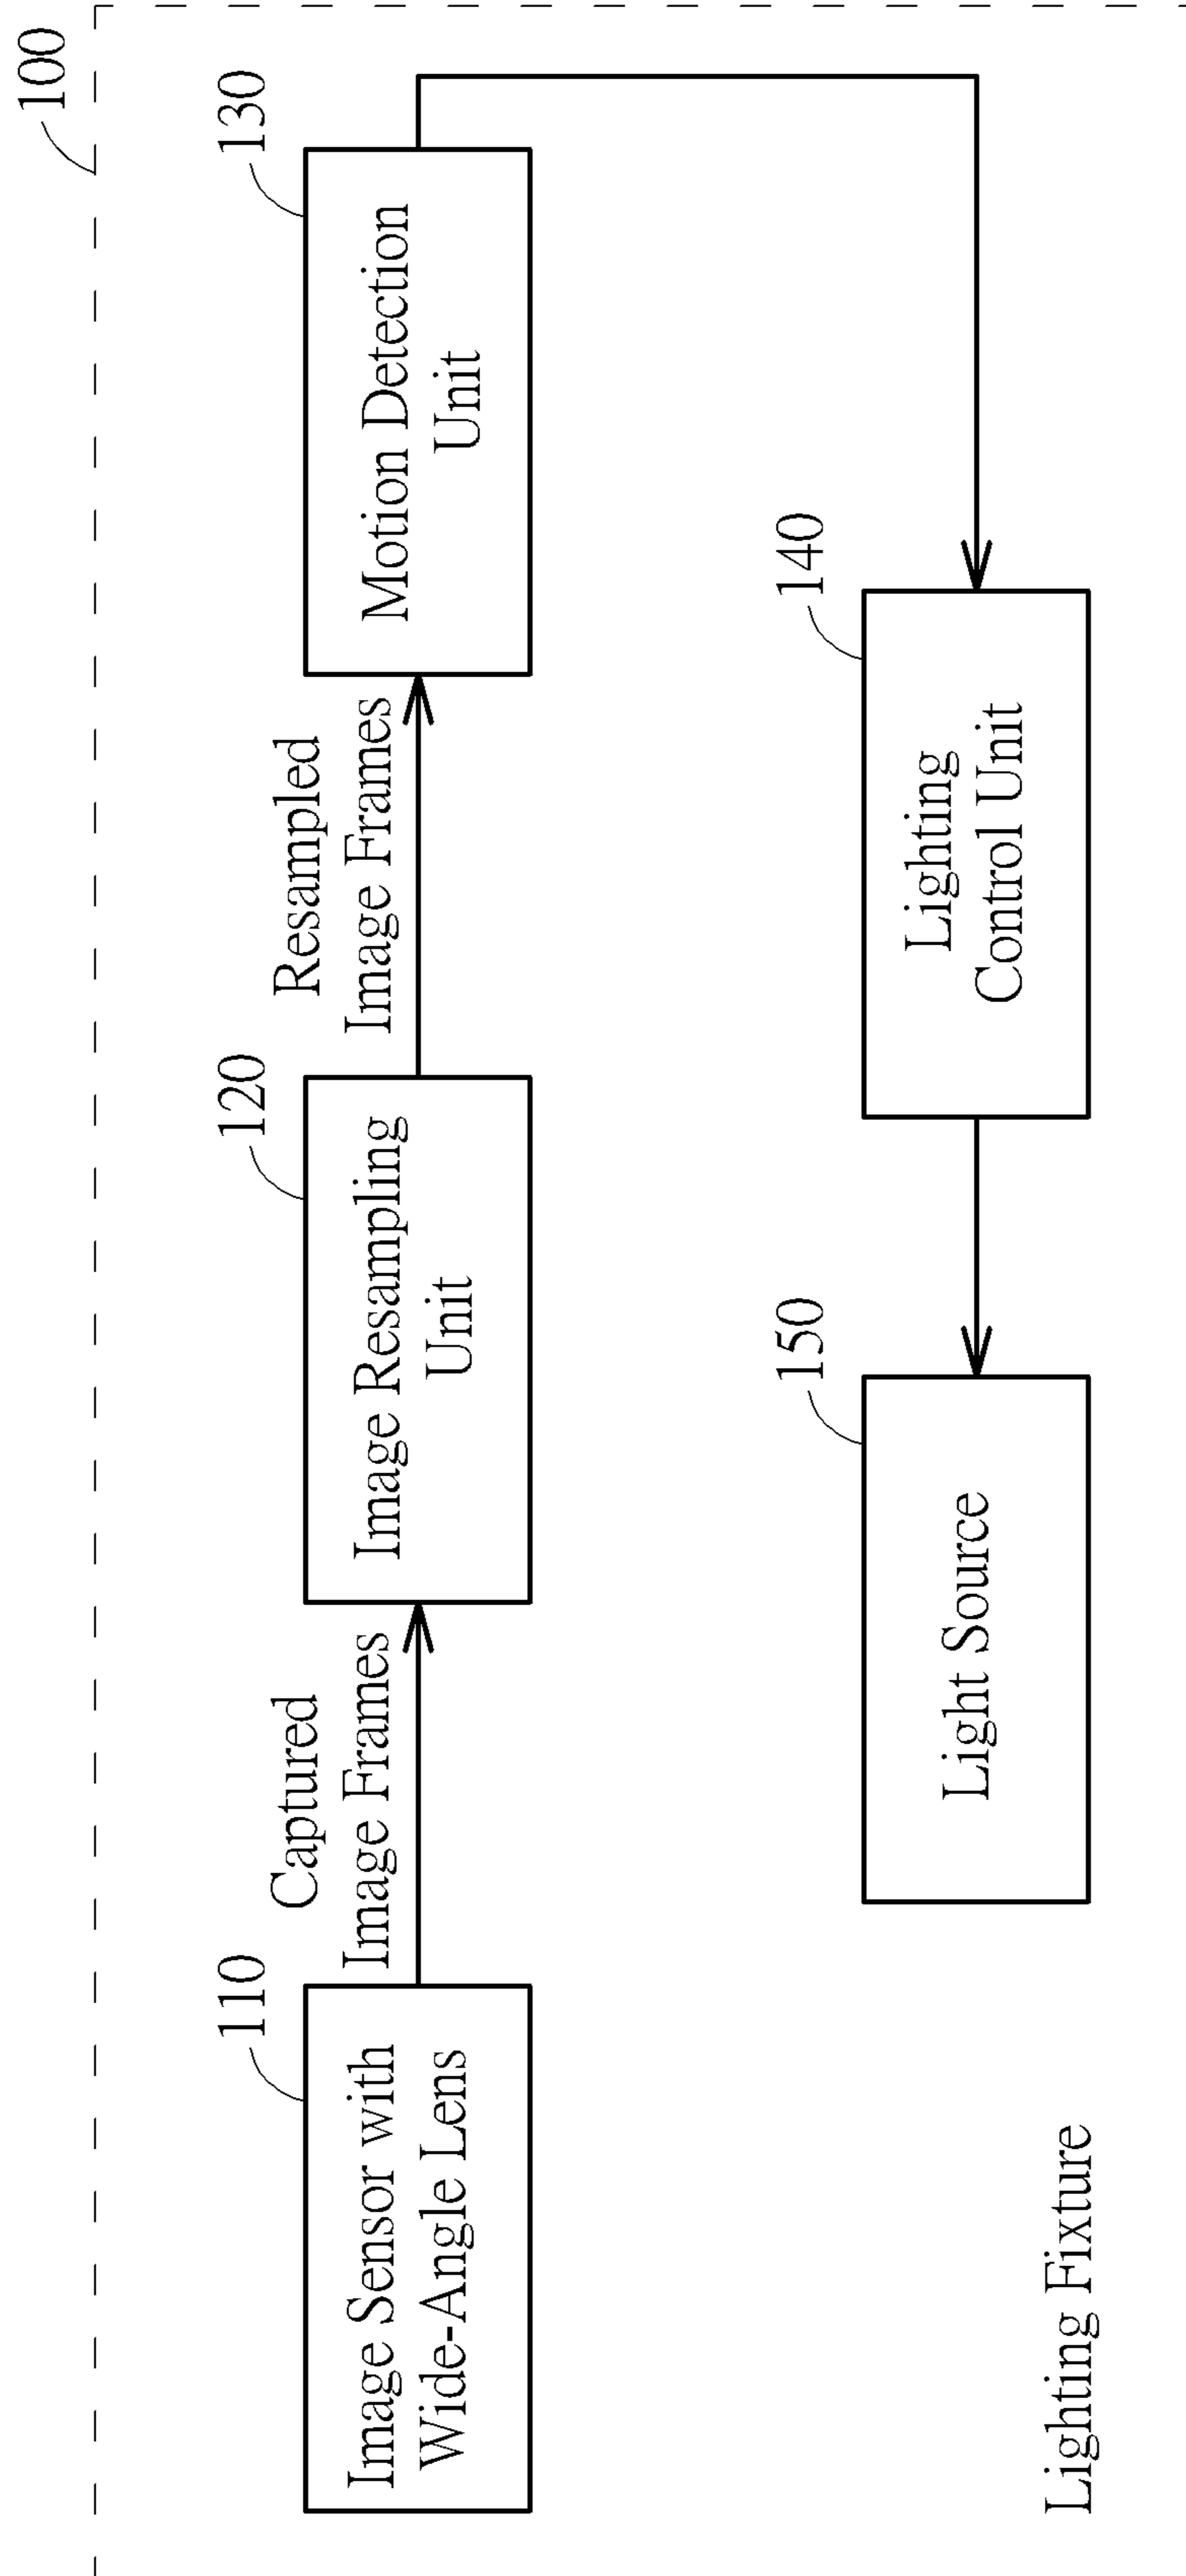 100
110
Image Sensor with
Wide-Angle Lens
Captured
Image Frames
120
Image Resampling
Unit
Resampled
Image Frames
130
Motion Detection
Unit
140
Lighting
Control Unit
150
Light Source
Lighting Fixture